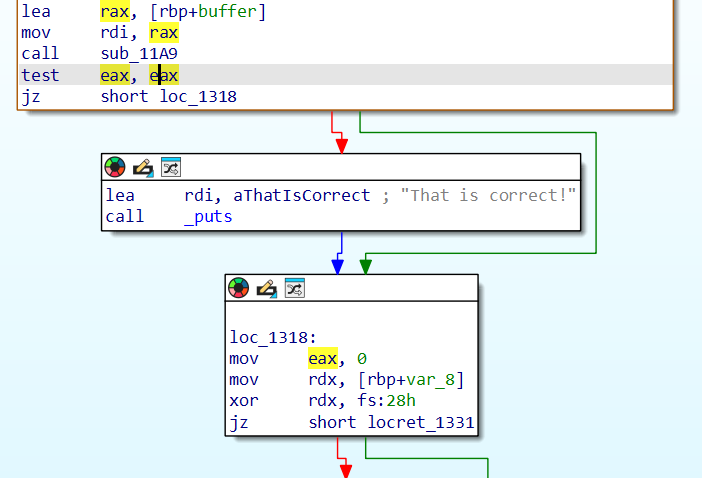 lea rax, [rbp+buffer]
mov rdi, rax
call sub_11A9
test eax, eax
jz short loc_1318
lea rdi, aThatIsCorrect ; "That is correct!"
call _puts
loc_1318:
mov eax, 0
mov rdx, [rbp+var_8]
xor rdx, fs:28h
jz short locret_1331